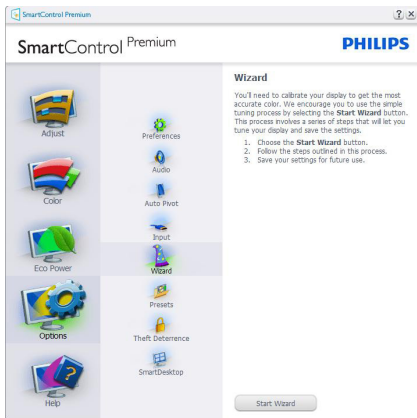 SmartControl Premium
SmartControl Premium
PHILIPS
Adjust
Color
Eco Power
Options
Help
Preferences
Audio
Auto Pivot
Input
Wizard
Presets
Theft Deterrence
SmartDesktop
Wizard
You'll need to calibrate your display to get the most
accurate color. We encourage you to use the simple
tuning process by selecting the Start Wizard button.
This process involves a series of steps that will let you
tune your display and save the settings.
1. Choose the Start Wizard button.
2. Follow the steps outlined in this process.
3. Save your settings for future use.
Start Wizard